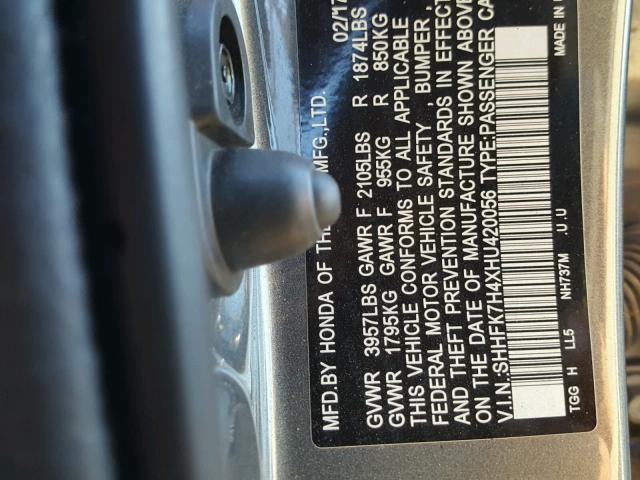 MFD.BY HONDA OF THE MFG.,LTD. 02/17
GVWR 3957LBS GAWR F 2105LBS R 1874LBS
GVWR 1795KG GAWR F 955KG R 850KG
THIS VEHICLE CONFORMS TO ALL APPLICABLE
FEDERAL MOTOR VEHICLE SAFETY , BUMPER ,
AND THEFT PREVENTION STANDARDS IN EFFECT
ON THE DATE OF MANUFACTURE SHOWN ABOVE
V.I.N.:SHHFK7H4XHU420056 TYPE:PASSENGER CA
TGG H LL5 NH737M .U .U MADE IN